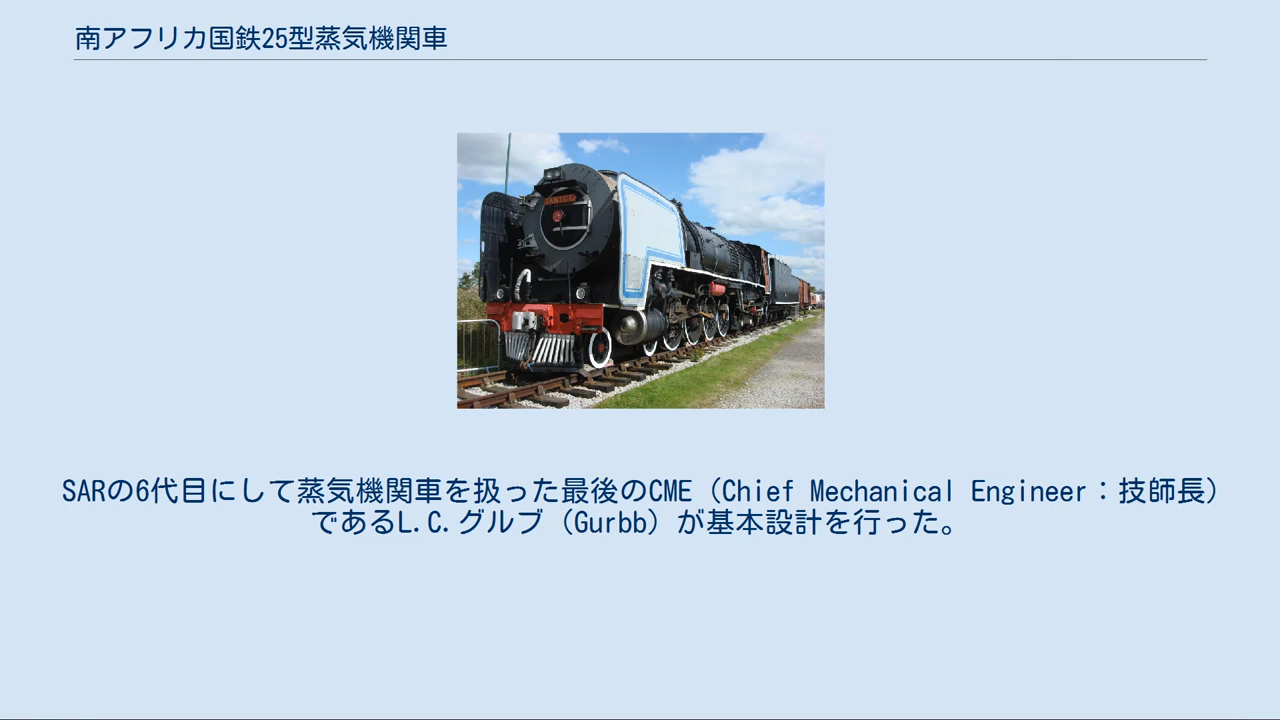 南アフリカ国鉄25型蒸気機関車
SARの6代目にして蒸気機関車を扱った最後のCME（Chief Mechanical Engineer：技師長）
であるL.C.グルブ（Gurbb）が基本設計を行った。